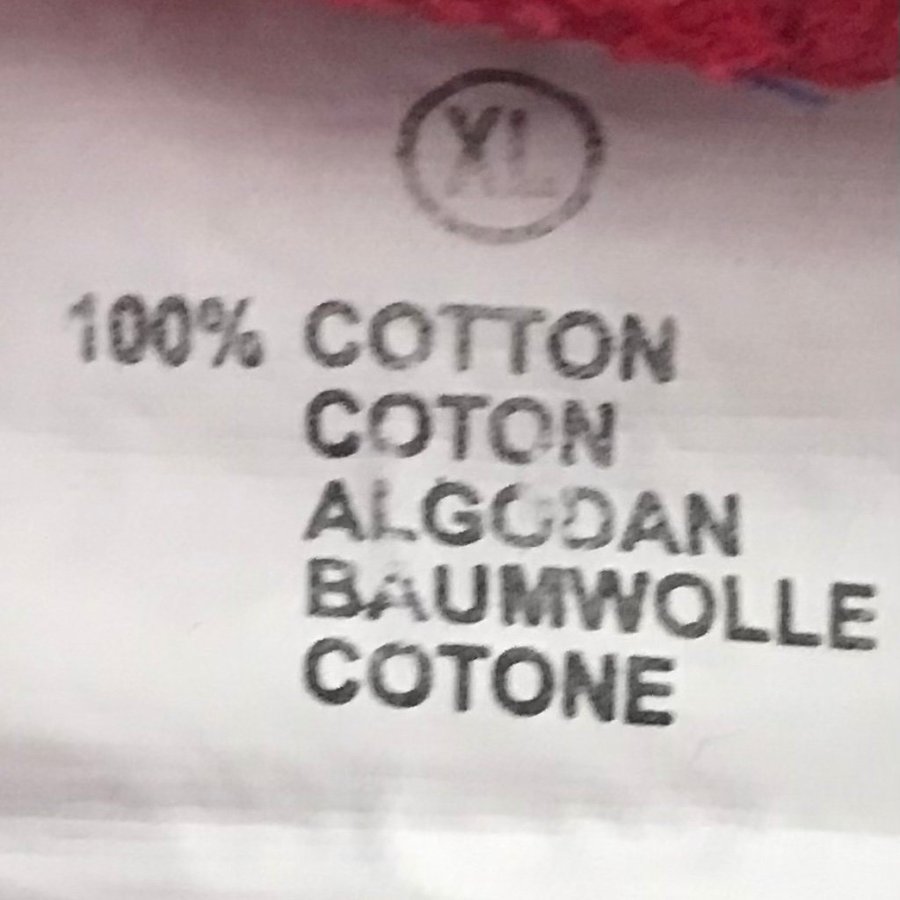 XL
100% COTTON
COTON
ALGODAN
BAUMWOLLE
COTONE